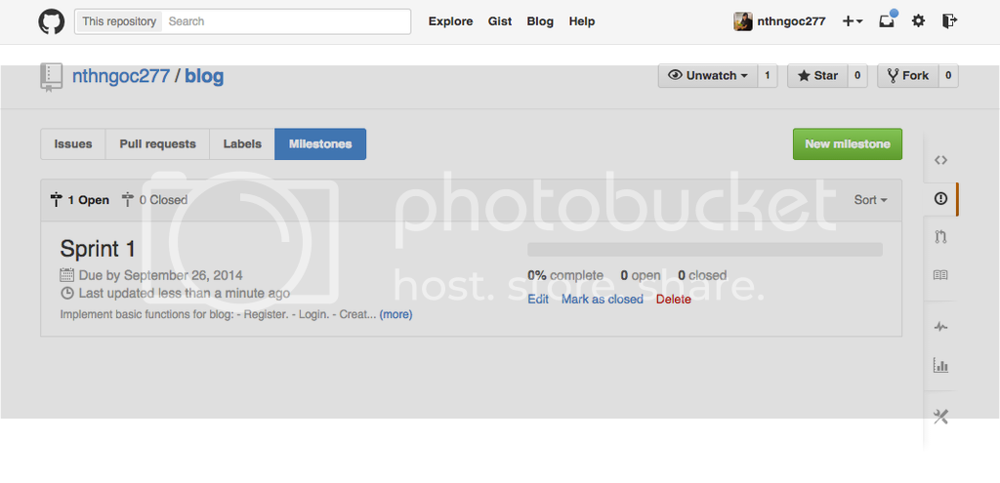 This repository Search Explore Gist Blog Help nthngoc277
nthngoc277 / blog Unwatch 1 Star 0 Fork 0
Issues Pull requests Labels Milestones New milestone
1 Open 0 Closed Sort
photobucket
Sprint 1
Due by September 26, 2014 0% complete 0 open 0 closed
host. store. share.
Last updated less than a minute ago Edit Mark as closed Delete
Implement basic functions for blog: - Register. - Login. - Creat... (more)